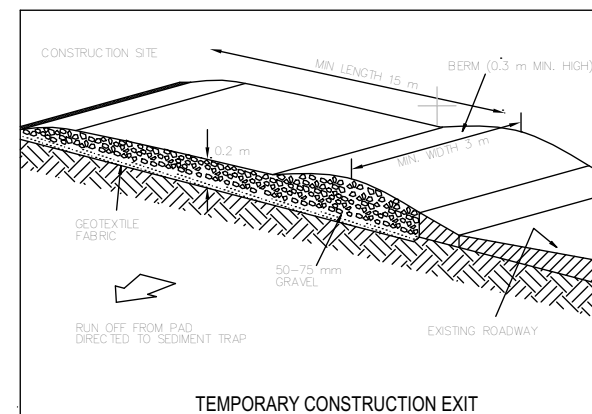 CONSTRUCTION SITE
MIN LENGTH 15 m
BERM (0.3 m MIN. HIGH)
MIN. WIDTH 3 m
0.2 m
GEOTEXTILE
FABRIC
50-75 mm
GRAVEL
RUN OFF FROM PAD
DIRECTED TO SEDIMENT TRAP
EXISTING ROADWAY
TEMPORARY CONSTRUCTION EXIT